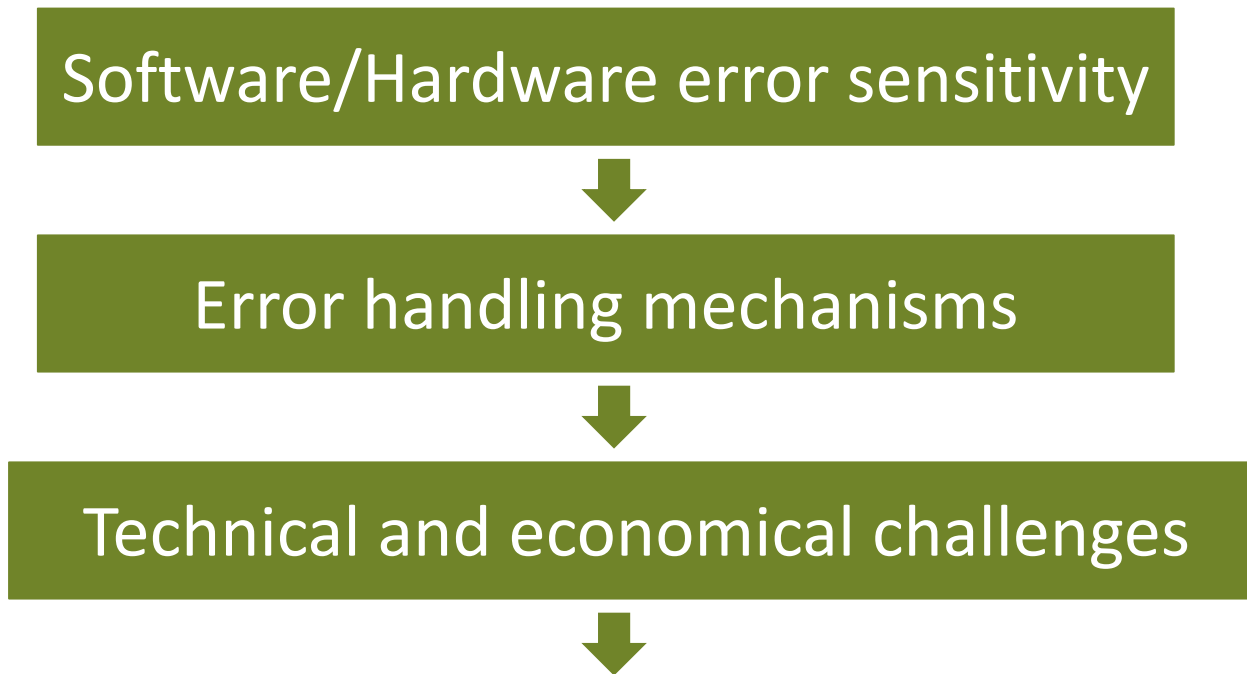 Software/Hardware error sensitivity
Error handling mechanisms
Technical and economical challenges